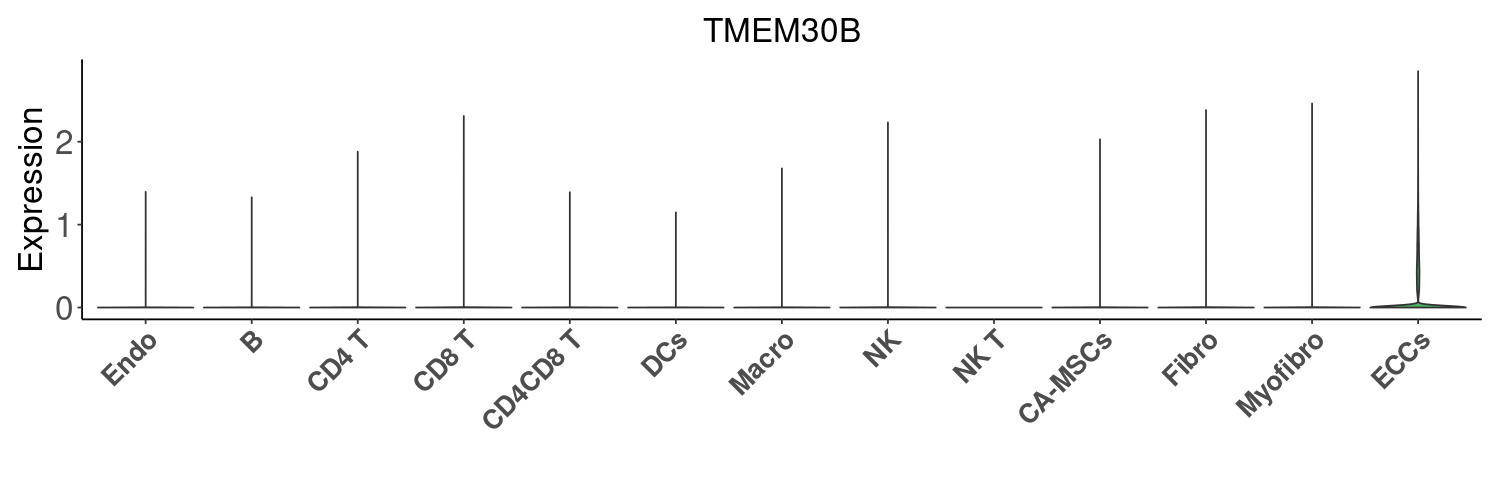 TMEM30B
Expression
2
1
0
Endo
B
CD4 T
CD8 T
CD4CD8 T
DCs
Macro
NK
NK T
CA-MSCs
Fibro
Myofibro
ECCs